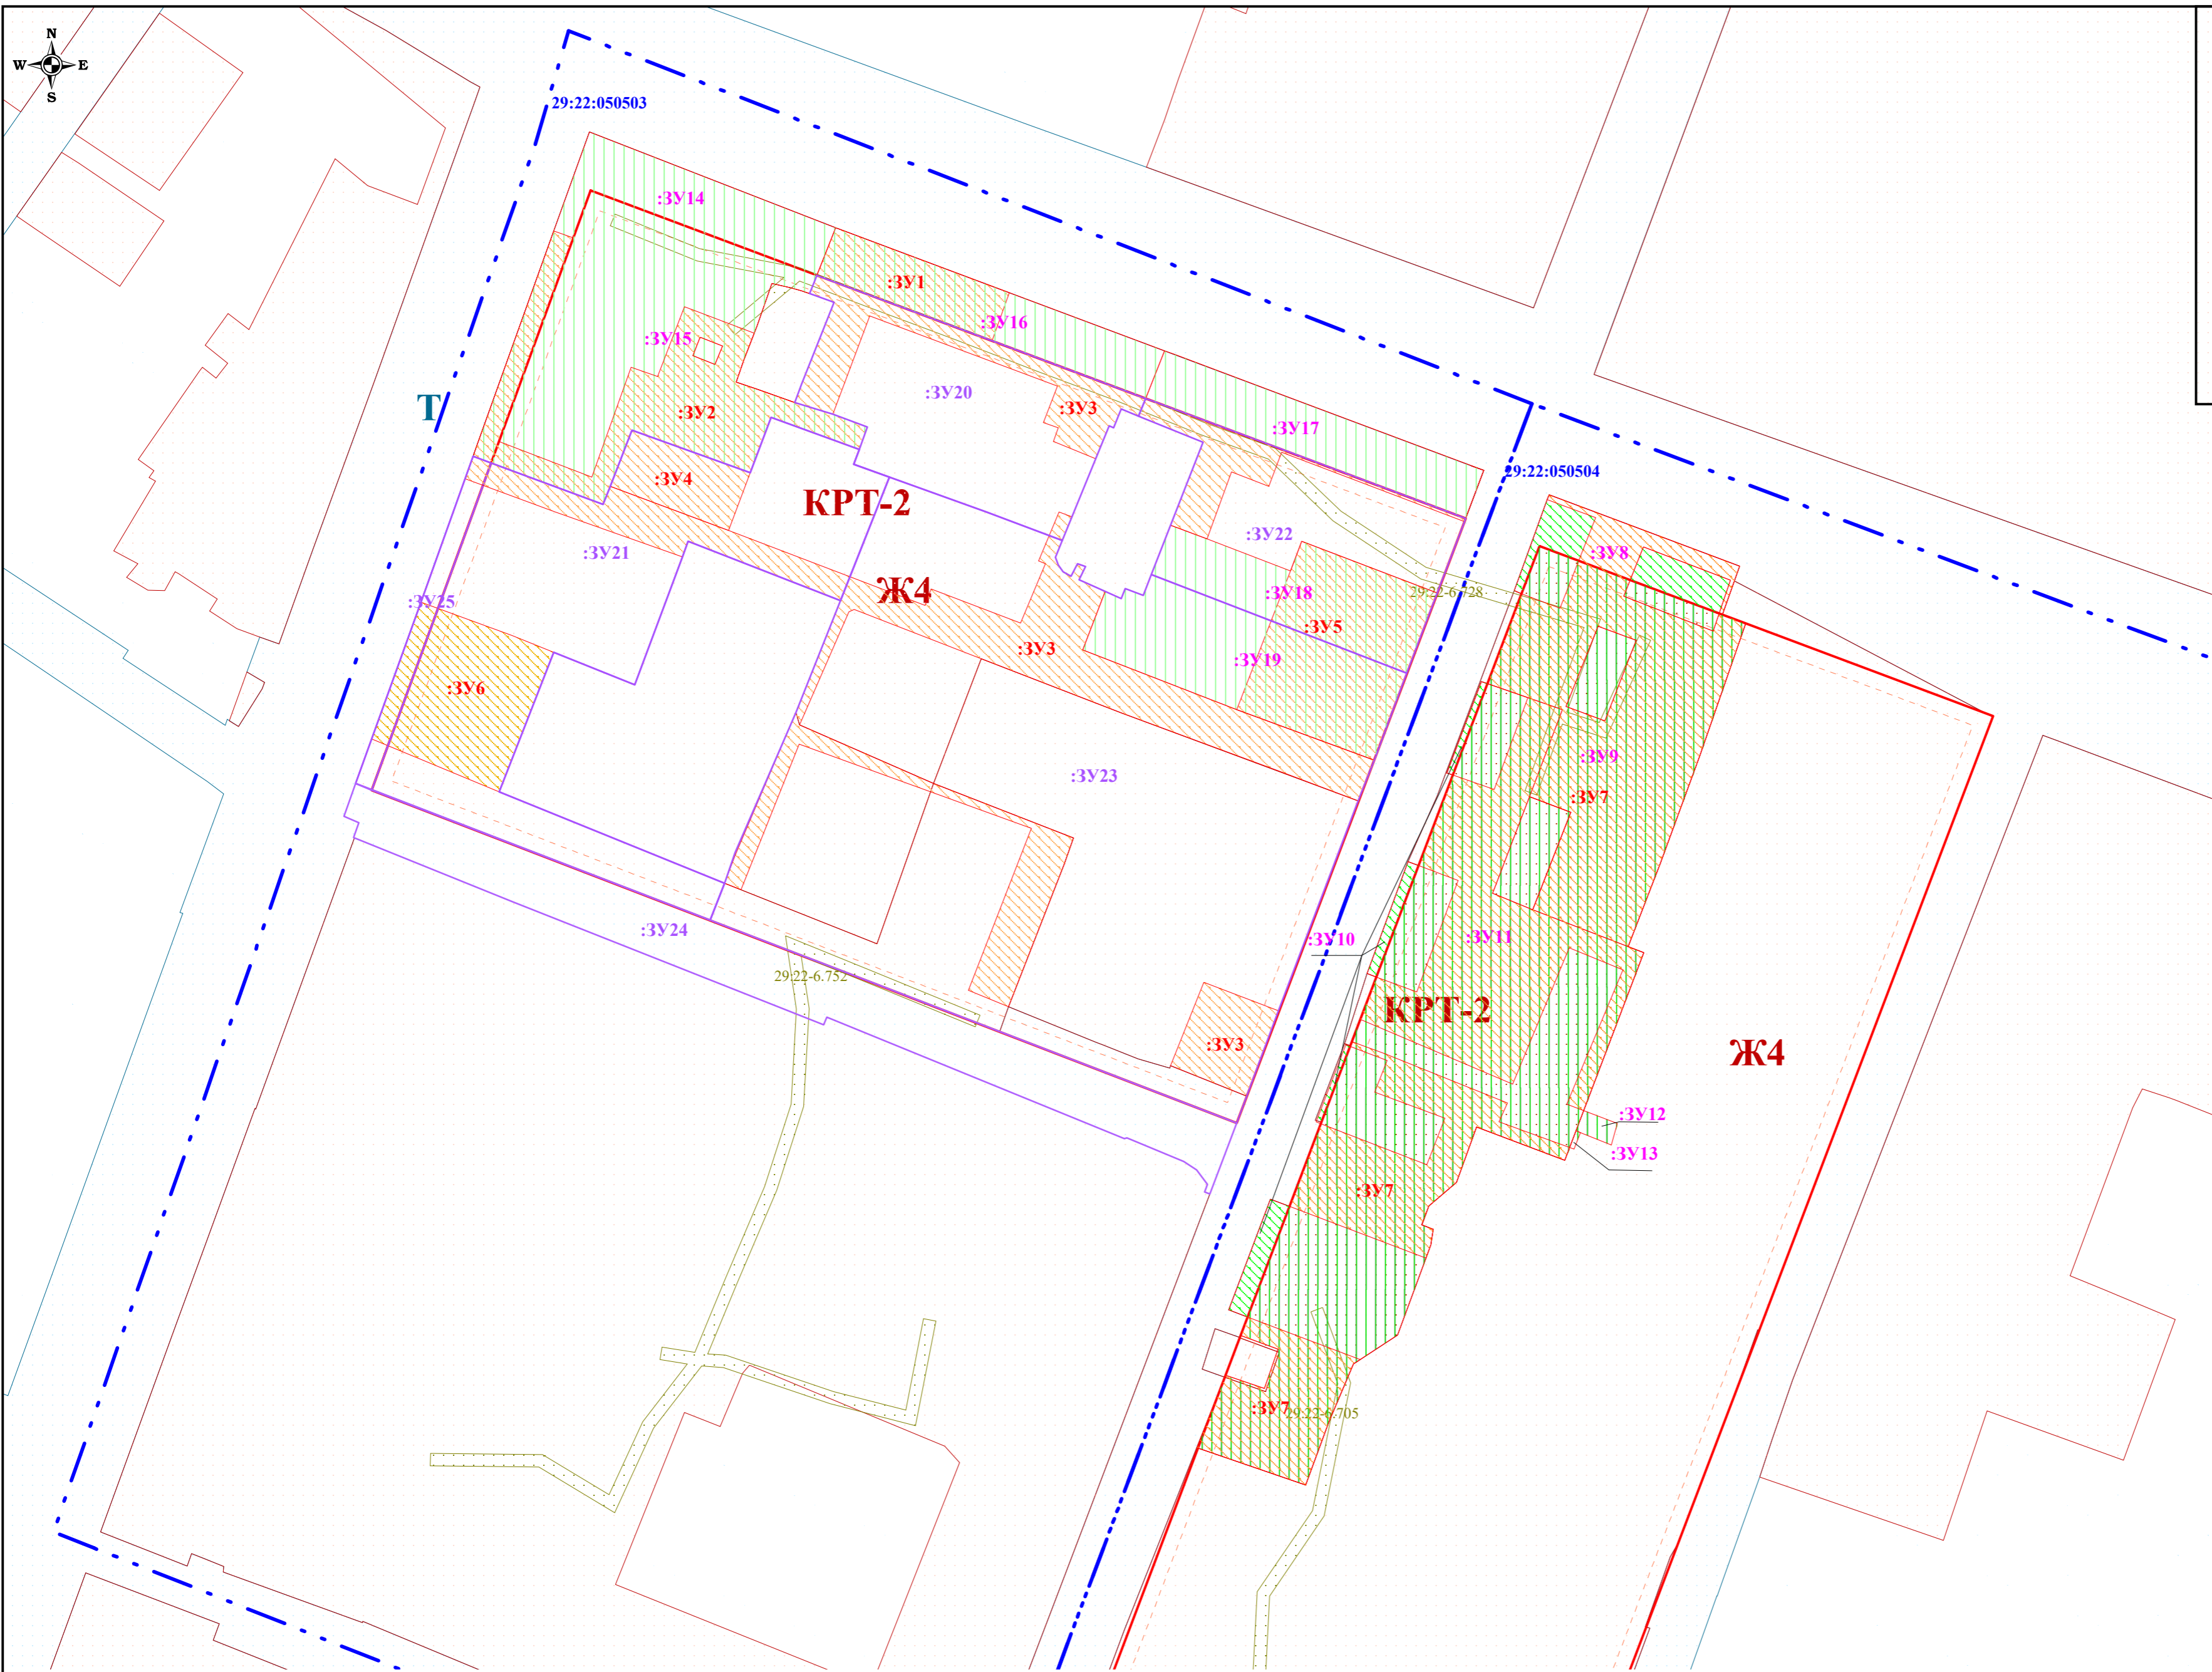 N
W E
S
29:22:050503
:ЗУ14
:ЗУ1
:ЗУ16
:ЗУ15
:ЗУ20
Т
:ЗУ2
:ЗУ3
:ЗУ17
29:22:050504
:ЗУ4
КРТ-2
:ЗУ22
:ЗУ21
:ЗУ8
Ж4
:ЗУ18
29:22-6.728
:ЗУ25
:ЗУ5
:ЗУ3
:ЗУ19
:ЗУ6
:ЗУ9
:ЗУ23
:ЗУ7
:ЗУ24
:ЗУ10
:ЗУ11
29:22-6.752
КРТ-2
:ЗУ3
Ж4
:ЗУ12
:ЗУ13
:ЗУ7
:ЗУ7
29:22-6.705